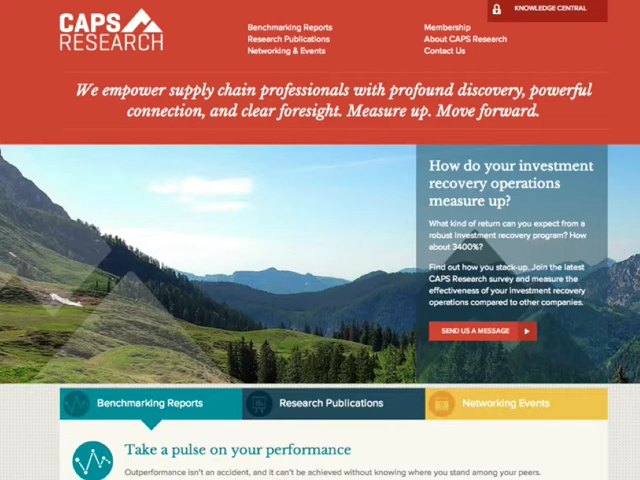 CAPS
RESEARCH
Benchmarking Reports
Research Publications
Networking & Events
Membership
About CAPS Research
Contact Us
KNOWLEDGE CENTRAL
We empower supply chain professionals with profound discovery, powerful
connection, and clear foresight. Measure up. Move forward.
How do your investment
recovery operations
measure up?
What kind of return can you expect from a
robust investment recovery program? How
about 3400%?
Find out how you stack-up. Join the latest
CAPS Research survey and measure the
effectiveness of your investment recovery
operations compared to other companies.
SEND US A MESSAGE
Benchmarking Reports
Research Publications
Networking Events
Take a pulse on your performance
Outperformance isn't an accident, and it can't be achieved without knowing where you stand among your peers.